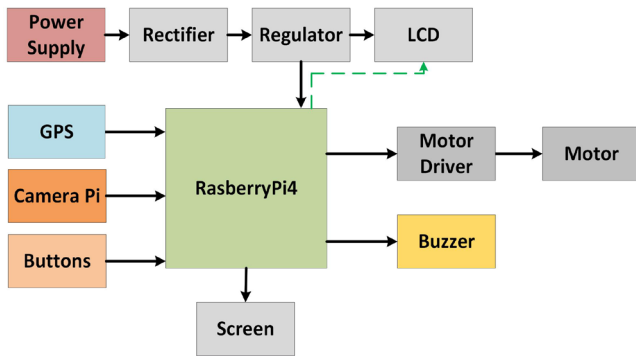 Power
Supply
Rectifier
Regulator
LCD
GPS
Camera Pi
Buttons
RasberryPi4
Motor
Driver
Motor
Buzzer
Screen